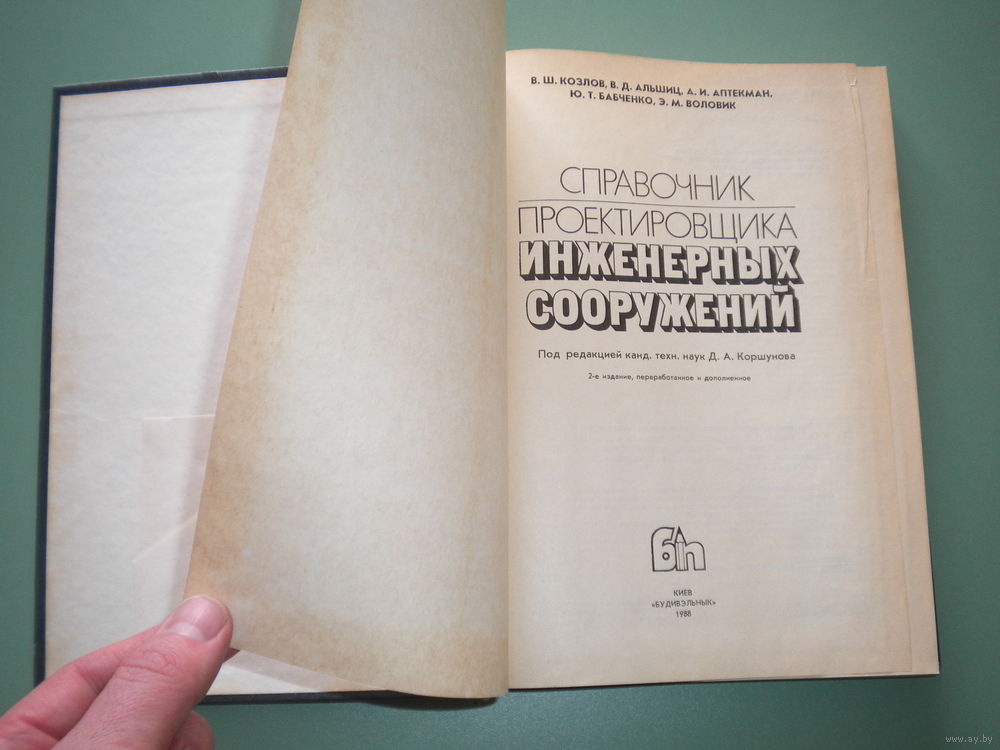 В. Ш. КОЗЛОВ, В. Д. АЛЬШИЦ, А. И. АПТЕКМАН,
Ю. Т. БАБЧЕНКО, Э. М. ВОЛОВИК
СПРАВОЧНИК
ПРОЕКТИРОВЩИКА
ИНЖЕНЕРНЫХ
СООРУЖЕНИЙ
Под редакцией канд. техн. наук Д. А. Коршунова
2-е издание, переработанное и дополненное
бп
КИЕВ
«БУДИВЭЛЬНЫК»
1988
www.ay.by